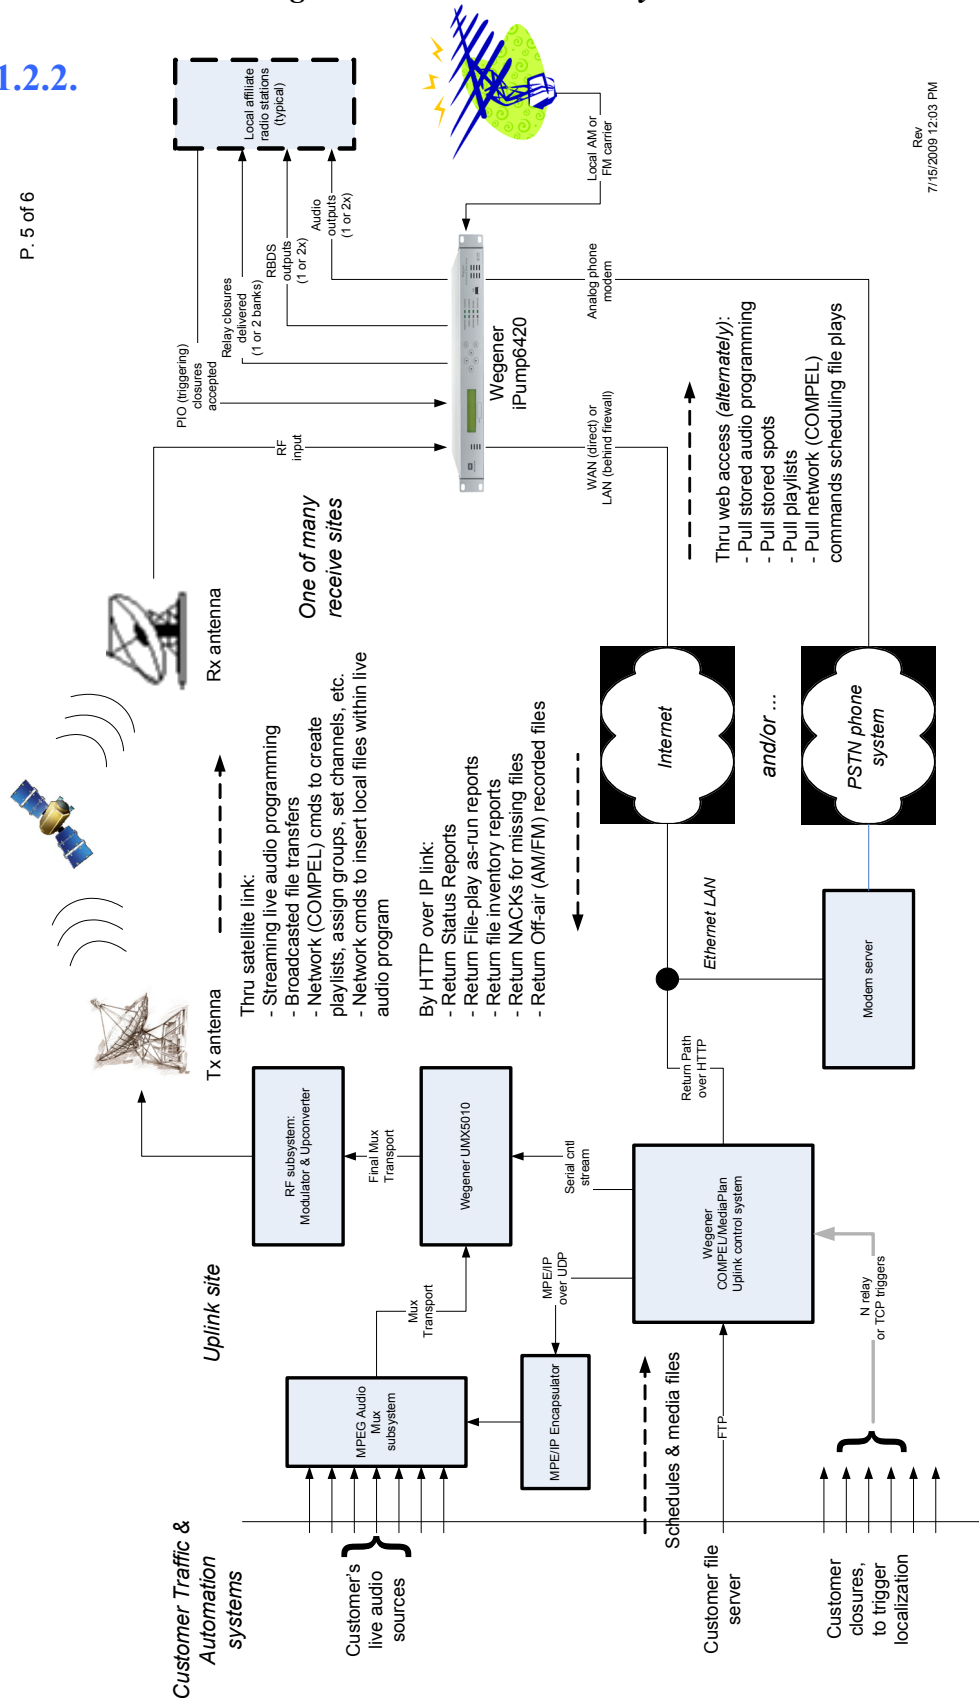 1.2.2.
P. 5 of 6
Rev
7/15/2009 12:03 PM
Customer Traffic &
Automation
systems
Uplink site
Tx antenna
Rx antenna
One of many
receive sites
Local affiliate
radio stations
(typical)
PIO (triggering)
closures
accepted
Relay closures
delivered
(1 or 2 banks)
RBDS
outputs
(1 or 2x)
Audio
outputs
(1 or 2x)
Local AM or
FM carrier
RF
input
Wegener
iPump6420
Analog phone
modem
WAN (direct) or
LAN (behind firewall)
Thru satellite link:
- Streaming live audio programming
- Broadcasted file transfers
- Network (COMPEL) cmds to create
playlists, assign groups, set channels, etc.
- Network cmds to insert local files within live
audio program
By HTTP over IP link:
- Return Status Reports
- Return File-play as-run reports
- Return file inventory reports
- Return NACKs for missing files
- Return Off-air (AM/FM) recorded files
Thru web access (alternately):
- Pull stored audio programming
- Pull stored spots
- Pull playlists
- Pull network (COMPEL)
commands scheduling file plays
Internet
and/or ...
PSTN phone
system
Ethernet LAN
Modem server
Return Path
over HTTP
RF subsystem:
Modulator & Upconverter
Final Mux
Transport
Wegener UMX5010
Serial cntl
stream
Mux
Transport
MPEG Audio
Mux
subsystem
MPE/IP
over UDP
MPE/IP Encapsulator
Wegener
COMPEL/MediaPlan
Uplink control system
N relay
or TCP triggers
Schedules & media files
FTP
Customer's
live audio
sources
Customer file
server
Customer
closures,
to trigger
localization